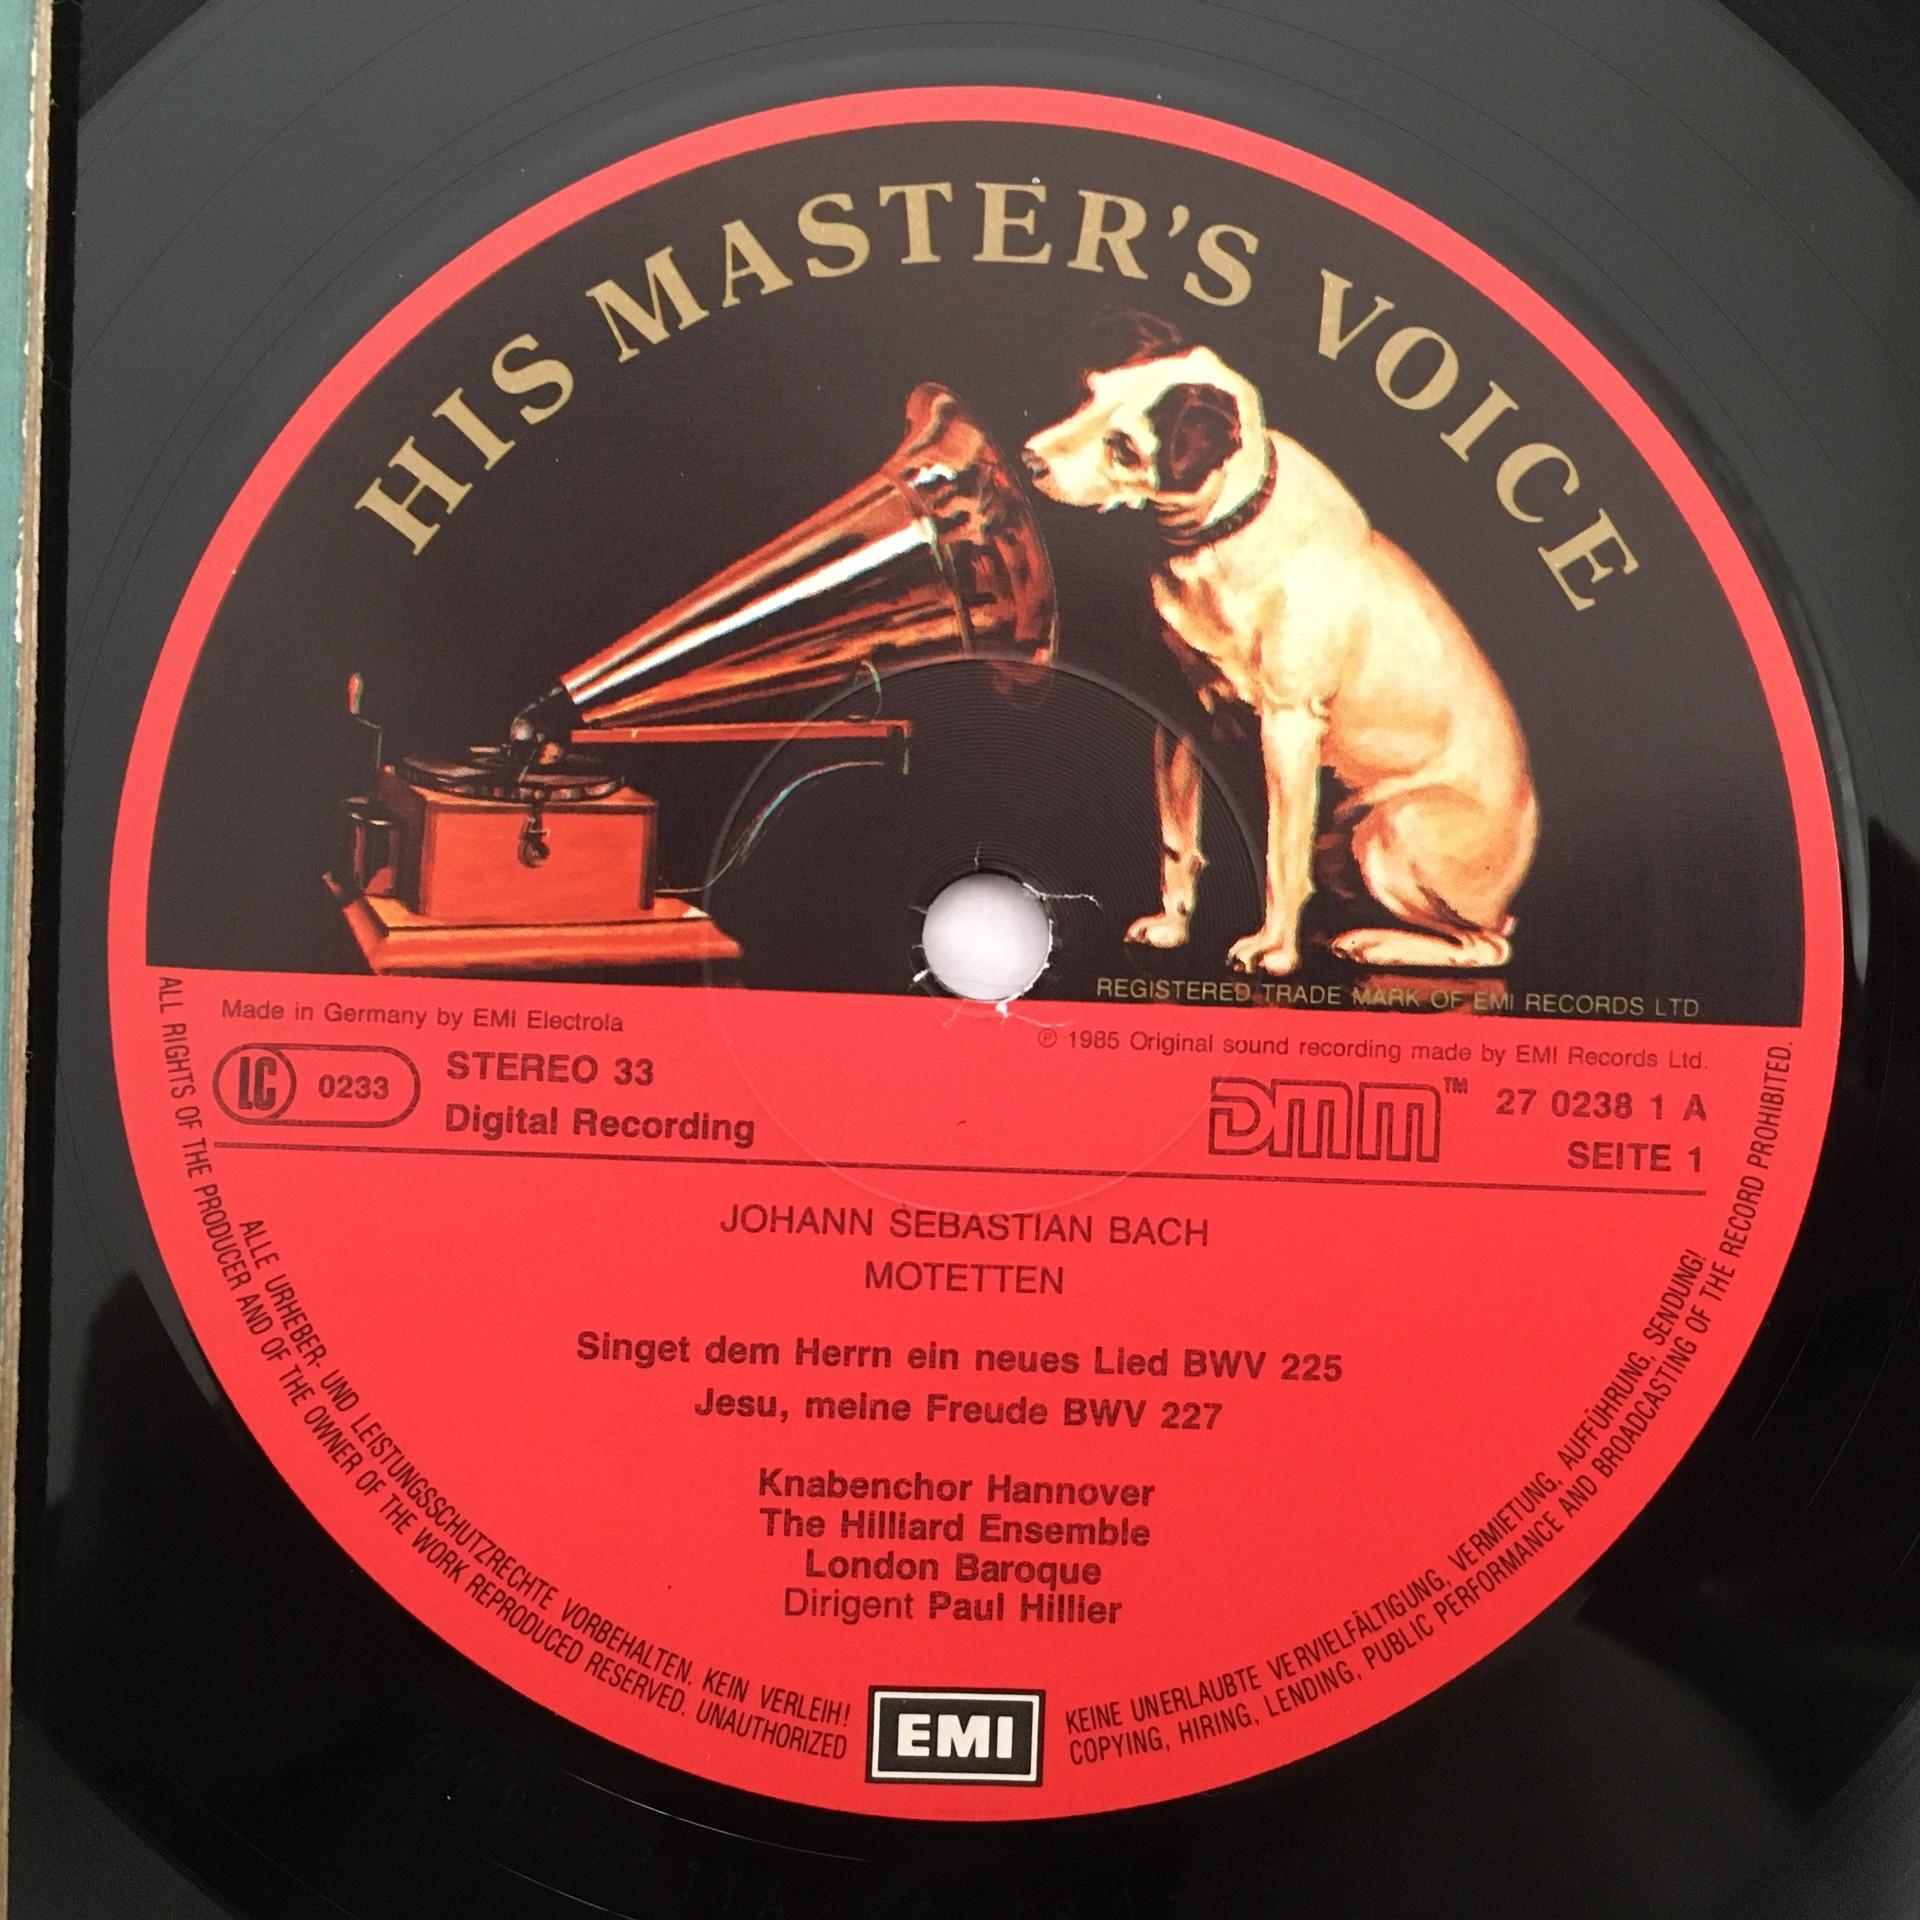 HIS MASTER'S VOICE
REGISTERED TRADE MARK OF EMI RECORDS LTD.
Made in Germany by EMI Electrola
℗ 1985 Original sound recording made by EMI Records Ltd.
LC 0233
STEREO 33
Digital Recording
DMM™
27 0238 1 A
SEITE 1
JOHANN SEBASTIAN BACH
MOTETTEN
Singet dem Herrn ein neues Lied BWV 225
Jesu, meine Freude BWV 227
Knabenchor Hannover
The Hilliard Ensemble
London Baroque
Dirigent Paul Hillier
ALLE URHEBER- UND LEISTUNGSSCHUTZRECHTE VORBEHALTEN. KEIN VERLEIH! KEINE UNERLAUBTE VERVIELFÄLTIGUNG, VERMIETUNG, AUFFÜHRUNG, SENDUNG!
ALL RIGHTS OF THE PRODUCER AND OF THE OWNER OF THE WORK REPRODUCED RESERVED. UNAUTHORIZED COPYING, HIRING, LENDING, PUBLIC PERFORMANCE AND BROADCASTING OF THE RECORD PROHIBITED.
EMI